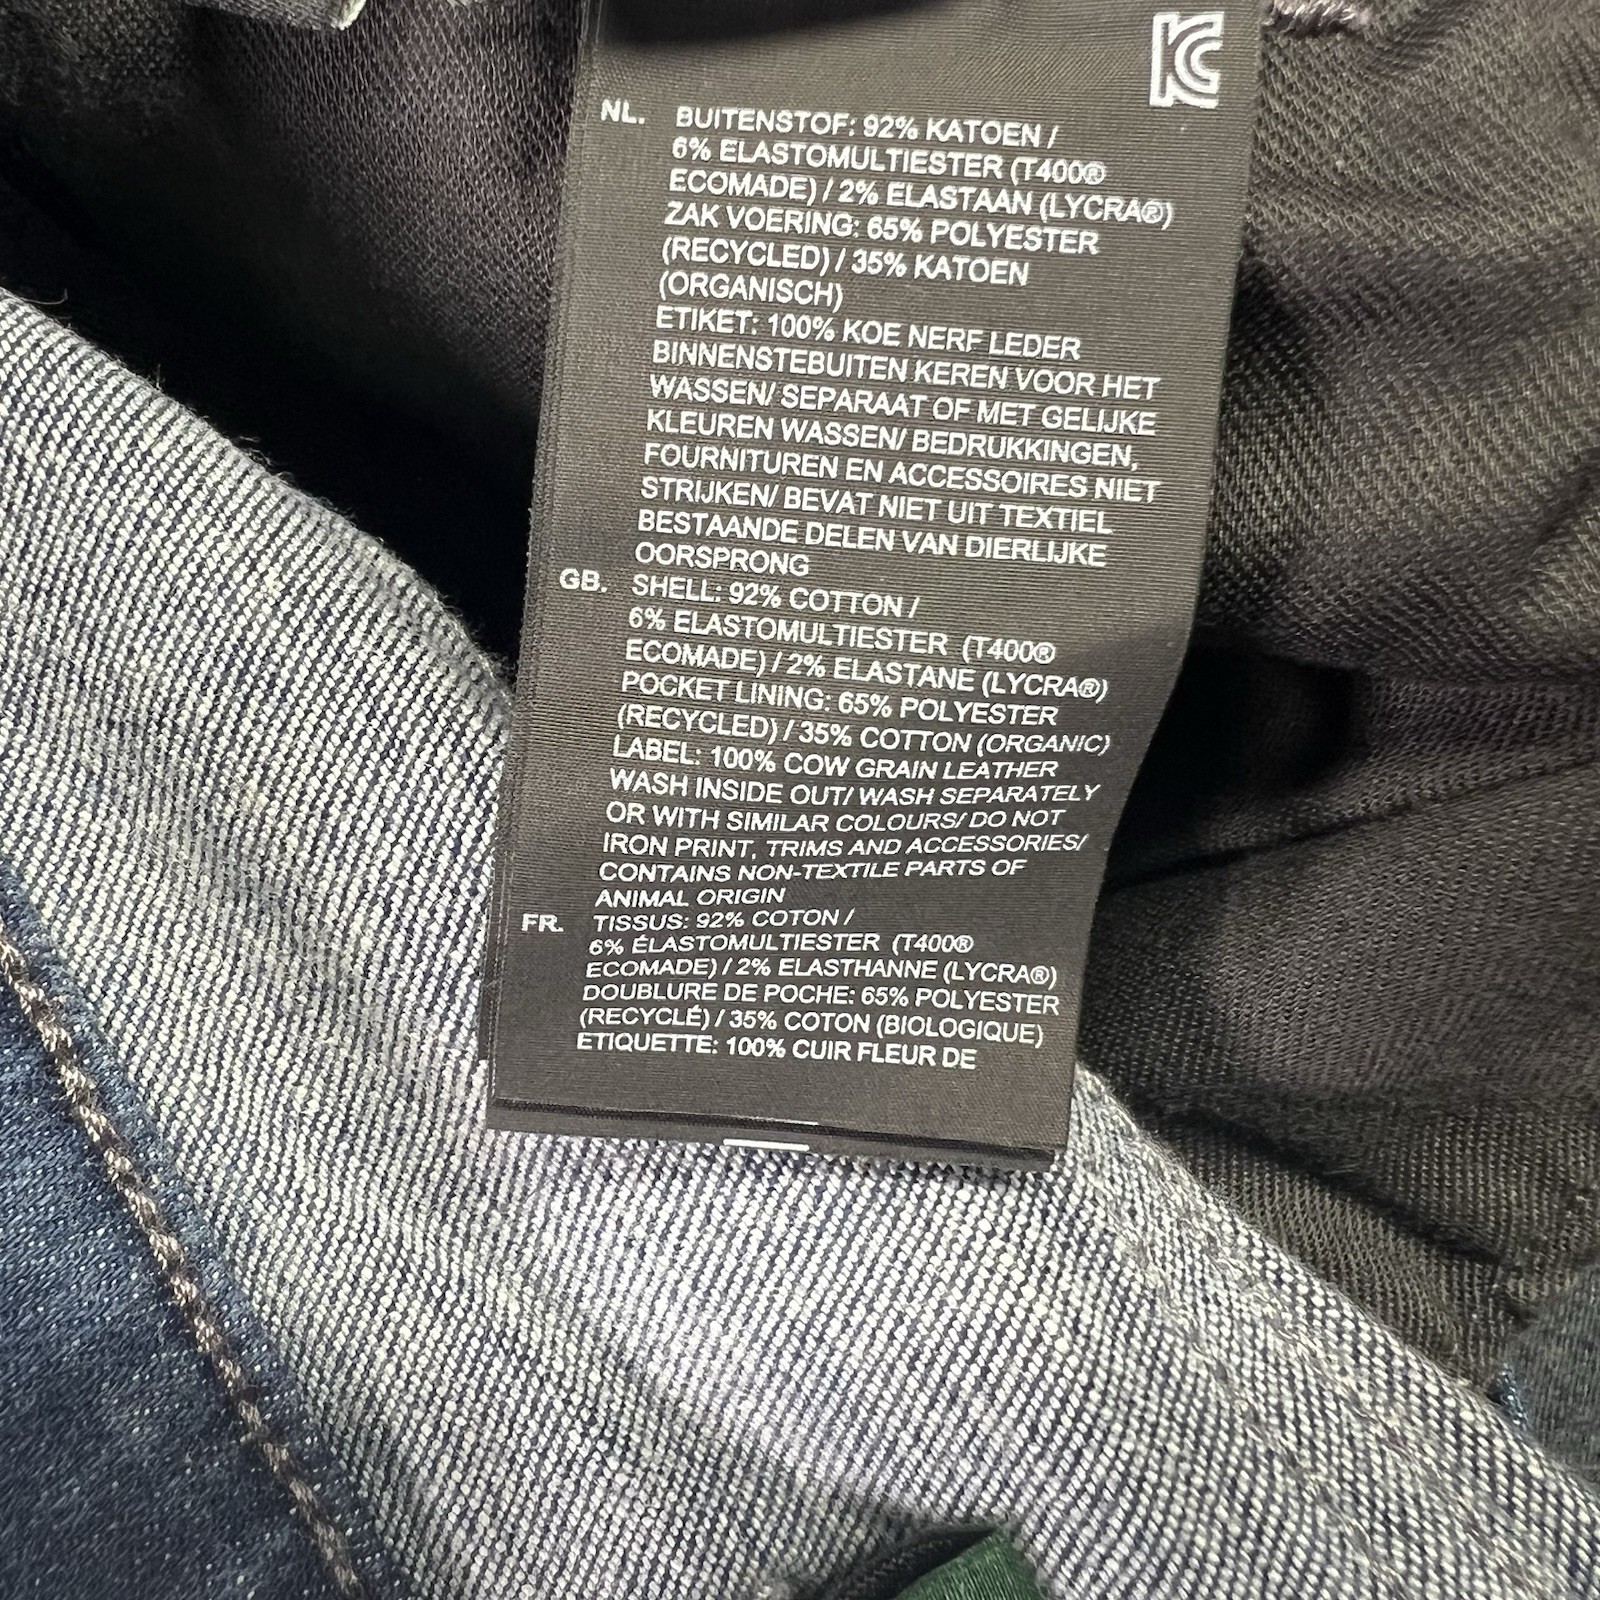 KC
NL. BUITENSTOF: 92% KATOEN /
6% ELASTOMULTIESTER (T400®
ECOMADE) / 2% ELASTAAN (LYCRA®)
ZAK VOERING: 65% POLYESTER
(RECYCLED) / 35% KATOEN
(ORGANISCH)
ETIKET: 100% KOE NERF LEDER
BINNENSTEBUITEN KEREN VOOR HET
WASSEN/ SEPARAAT OF MET GELIJKE
KLEUREN WASSEN/ BEDRUKKINGEN,
FOURNITUREN EN ACCESSOIRES NIET
STRIJKEN/ BEVAT NIET UIT TEXTIEL
BESTAANDE DELEN VAN DIERLIJKE
OORSPRONG
GB. SHELL: 92% COTTON /
6% ELASTOMULTIESTER (T400®
ECOMADE) / 2% ELASTANE (LYCRA®)
POCKET LINING: 65% POLYESTER
(RECYCLED) / 35% COTTON (ORGANIC)
LABEL: 100% COW GRAIN LEATHER
WASH INSIDE OUT/ WASH SEPARATELY
OR WITH SIMILAR COLOURS/ DO NOT
IRON PRINT, TRIMS AND ACCESSORIES/
CONTAINS NON-TEXTILE PARTS OF
ANIMAL ORIGIN
FR. TISSUS: 92% COTON /
6% ÉLASTOMULTIESTER (T400®
ECOMADE) / 2% ELASTHANNE (LYCRA®)
DOUBLURE DE POCHE: 65% POLYESTER
(RECYCLÉ) / 35% COTON (BIOLOGIQUE)
ETIQUETTE: 100% CUIR FLEUR DE